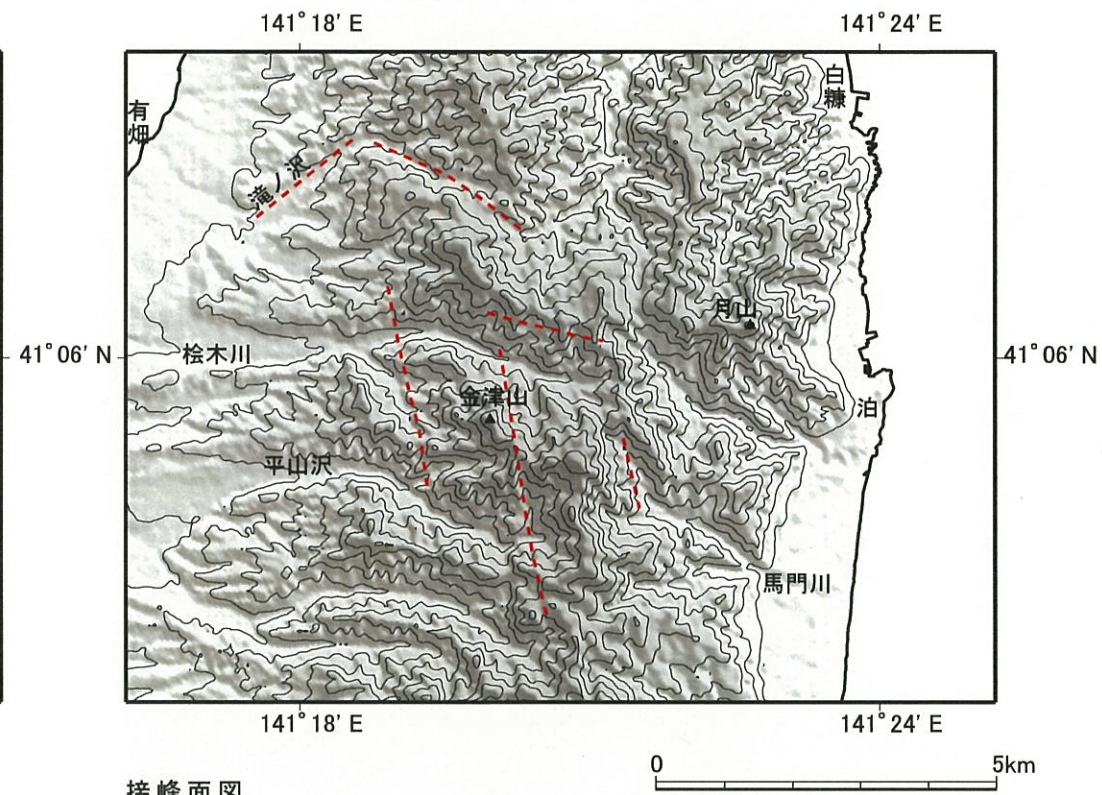 141°18′E
141°24′E
有畑
白糠
滝ノ沢
月山
41°06′N
桧木川
41°06′N
金津山
泊
平山沢
馬門川
141°18′E
141°24′E
0 5km
接峰面図